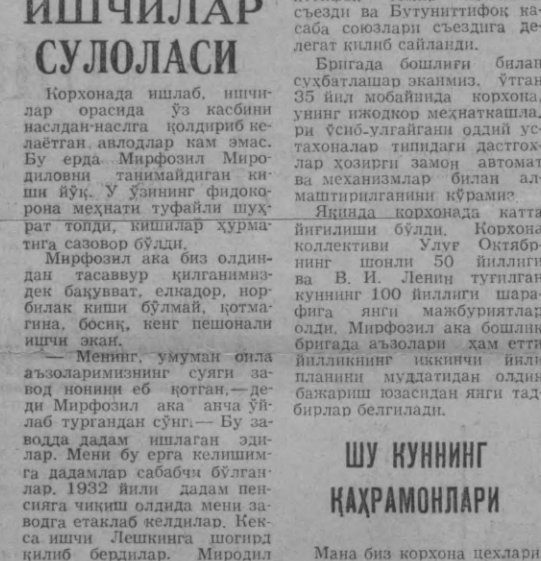 ИШЧИЛАР
СУЛОЛАСИ
Корхонада ишлаб, ишчи-
лар орасида ўз касбини
наслдан-наслга қолдириб ке-
лаётган авлодлар кам эмас.
Бу ерда Мирфозил Миро-
диловни танимайдиган ки-
ши йўқ. У ўзининг фидоко-
рона меҳнати туфайли шуҳ-
рат топди, кишилар ҳурма-
тига сазовор бўлди.
Мирфозил ака биз олдин-
дан тасаввур қилганимиз-
дек бақувват, елкадор, нор-
билак киши бўлмай, қотма-
гина, босиқ, кенг пешонали
ишчи экан.
— Менинг, умуман оила
аъзоларимизнинг суяги за-
вод нонини еб қотган,—де-
ди Мирфозил ака анча ўй-
лаб тургандан сўнг.— Бу за-
водда дадам ишлаган эди-
лар. Мени бу ерга келишим-
га дадамлар сабабчи бўлган-
лар. 1932 йили дадам пен-
сияга чиқиш олдида мени за-
водга етаклаб келдилар. Кек-
са ишчи Лешкинга шогирд
қилиб бердилар. Миродил
съезди ва Бутуниттифоқ ка-
саба союзлари съездига де-
легат қилиб сайланди.
Бригада бошлиғи билан
суҳбатлашар эканмиз, ўтган
35 йил мобайнида корхона,
унинг ижодкор меҳнаткашла-
ри ўсиб-улғайгани оддий ус-
тахоналар типидаги дастгоҳ-
лар ҳозирги замон автомат
ва механизмлар билан ал-
маштирилганини кўрамиз.
Яқинда корхонада катта
йиғилиши бўлди. Корхона
коллективи Улуғ Октябр-
нинг шонли 50 йиллиги
ва В. И. Ленин туғилган
куннинг 100 йиллиги шара-
фига янги мажбуриятлар
олди. Мирфозил ака бошлиқ
бригада аъзолари ҳам етти
йилликнинг иккинчи йили
планини муддатидан олдин
бажариш юзасидан янги тад-
бирлар белгилади.
ШУ КУННИНГ
ҚАҲРАМОНЛАРИ
Мана биз корхона цехлари